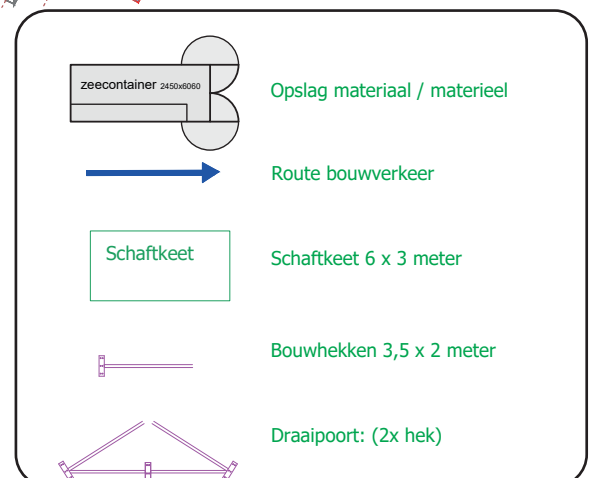 zeecontainer 2450x6060
Opslag materiaal / materieel
Route bouwverkeer
Schaftkeet
Schaftkeet 6 x 3 meter
Bouwhekken 3,5 x 2 meter
Draaipoort: (2x hek)